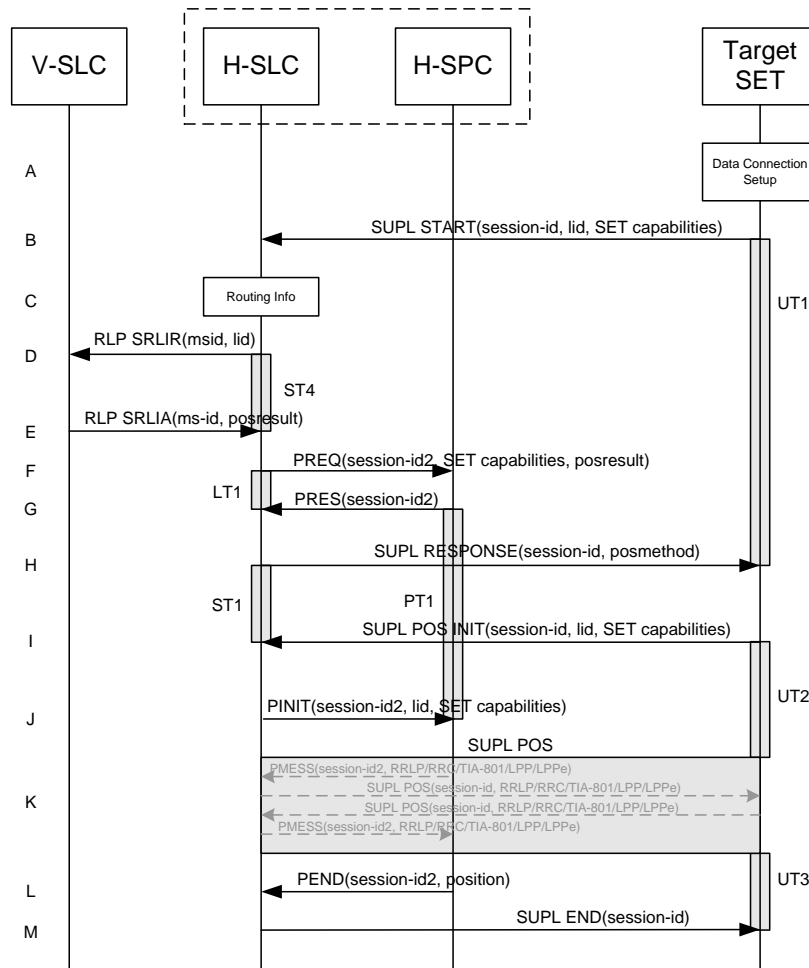 V-SLC
H-SLC
H-SPC
Target
SET
A
Data Connection
Setup
B
SUPL START(session-id, lid, SET capabilities)
C
Routing Info
UT1
D
RLP SRLIR(msid, lid)
ST4
E
RLP SRLIA(ms-id, posresult)
F
PREQ(session-id2, SET capabilities, posresult)
LT1
G
PRES(session-id2)
H
SUPL RESPONSE(session-id, posmethod)
ST1
PT1
I
SUPL POS INIT(session-id, lid, SET capabilities)
UT2
J
PINIT(session-id2, lid, SET capabilities)
SUPL POS
PMESS(session-id2, RRLP/RRC/TIA-801/LPP/LPPe)
SUPL POS(session-id, RRLP/RRC/TIA-801/LPP/LPPe)
K
SUPL POS(session-id, RRLP/RRC/TIA-801/LPP/LPPe)
PMESS(session-id2, RRLP/RRC/TIA-801/LPP/LPPe)
L
PEND(session-id2, position)
UT3
M
SUPL END(session-id)